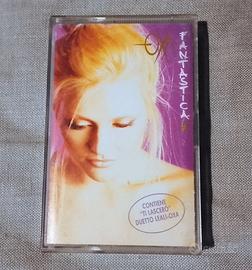 FANTASTICA
CONTIENE
"TI LASCERÒ"
DUETTO LEALI-OXA